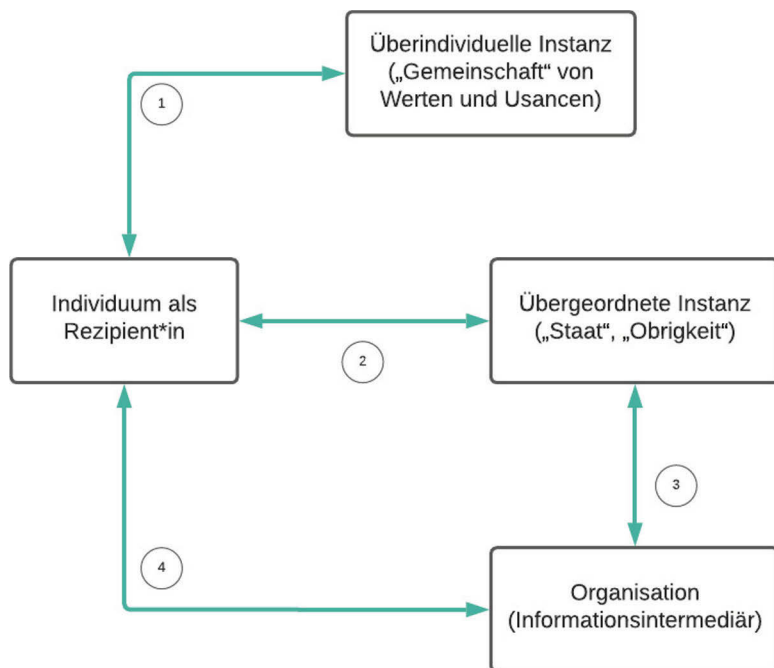 Überindividuelle Instanz
(„Gemeinschaft“ von
Werten und Usancen)
1
Individuum als
Rezipient*in
Übergeordnete Instanz
(„Staat“, „Obrigkeit“)
2
3
4
Organisation
(Informationsintermediär)